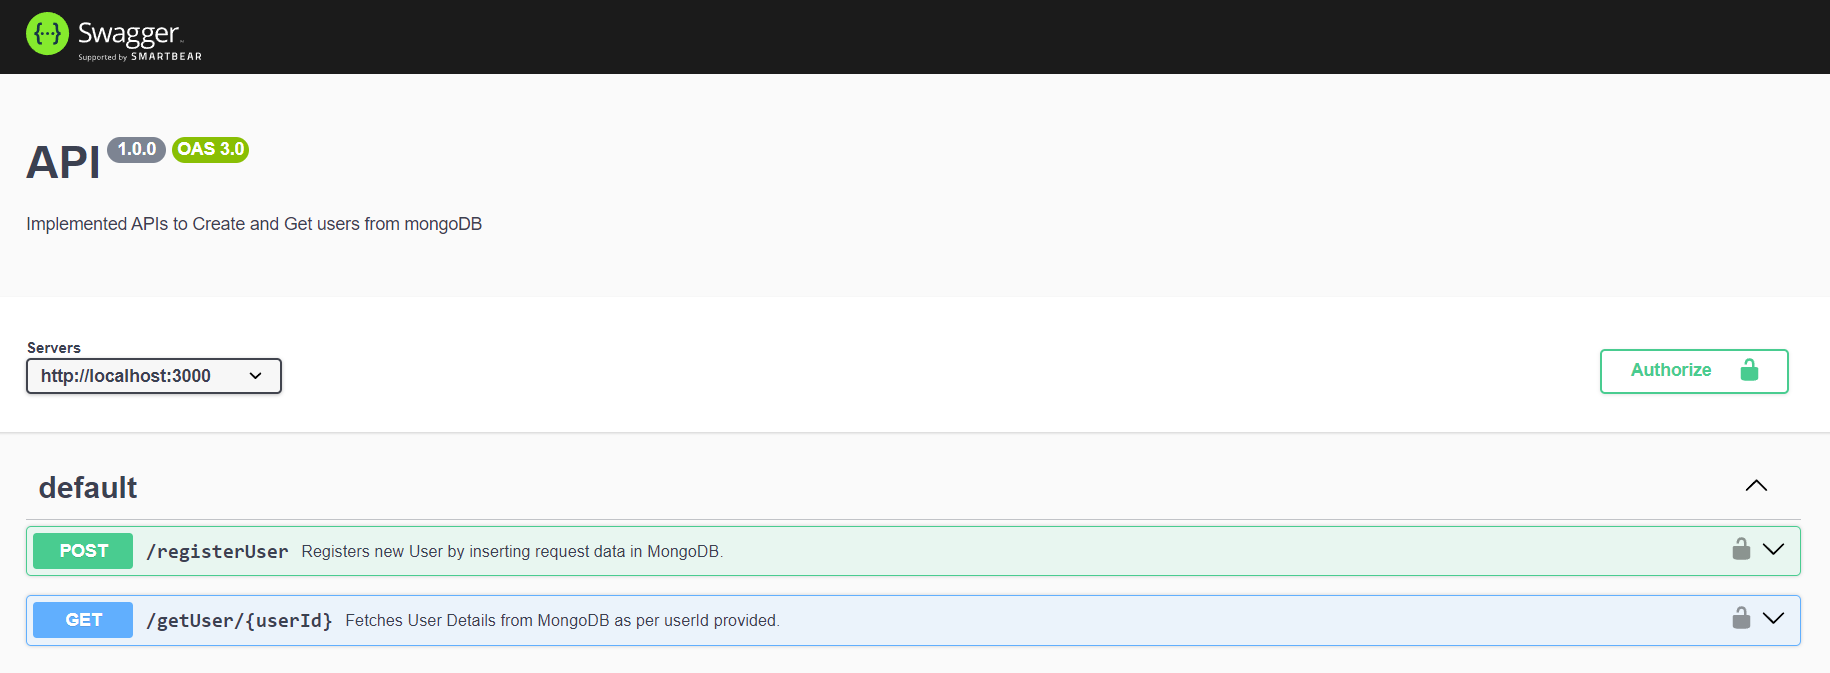 {···} Swagger
Supported by SMARTBEAR
API 1.0.0 OAS 3.0
Implemented APIs to Create and Get users from mongoDB
Servers
http://localhost:3000
Authorize
default
POST /registerUser Registers new User by inserting request data in MongoDB.
GET /getUser/{userId} Fetches User Details from MongoDB as per userId provided.